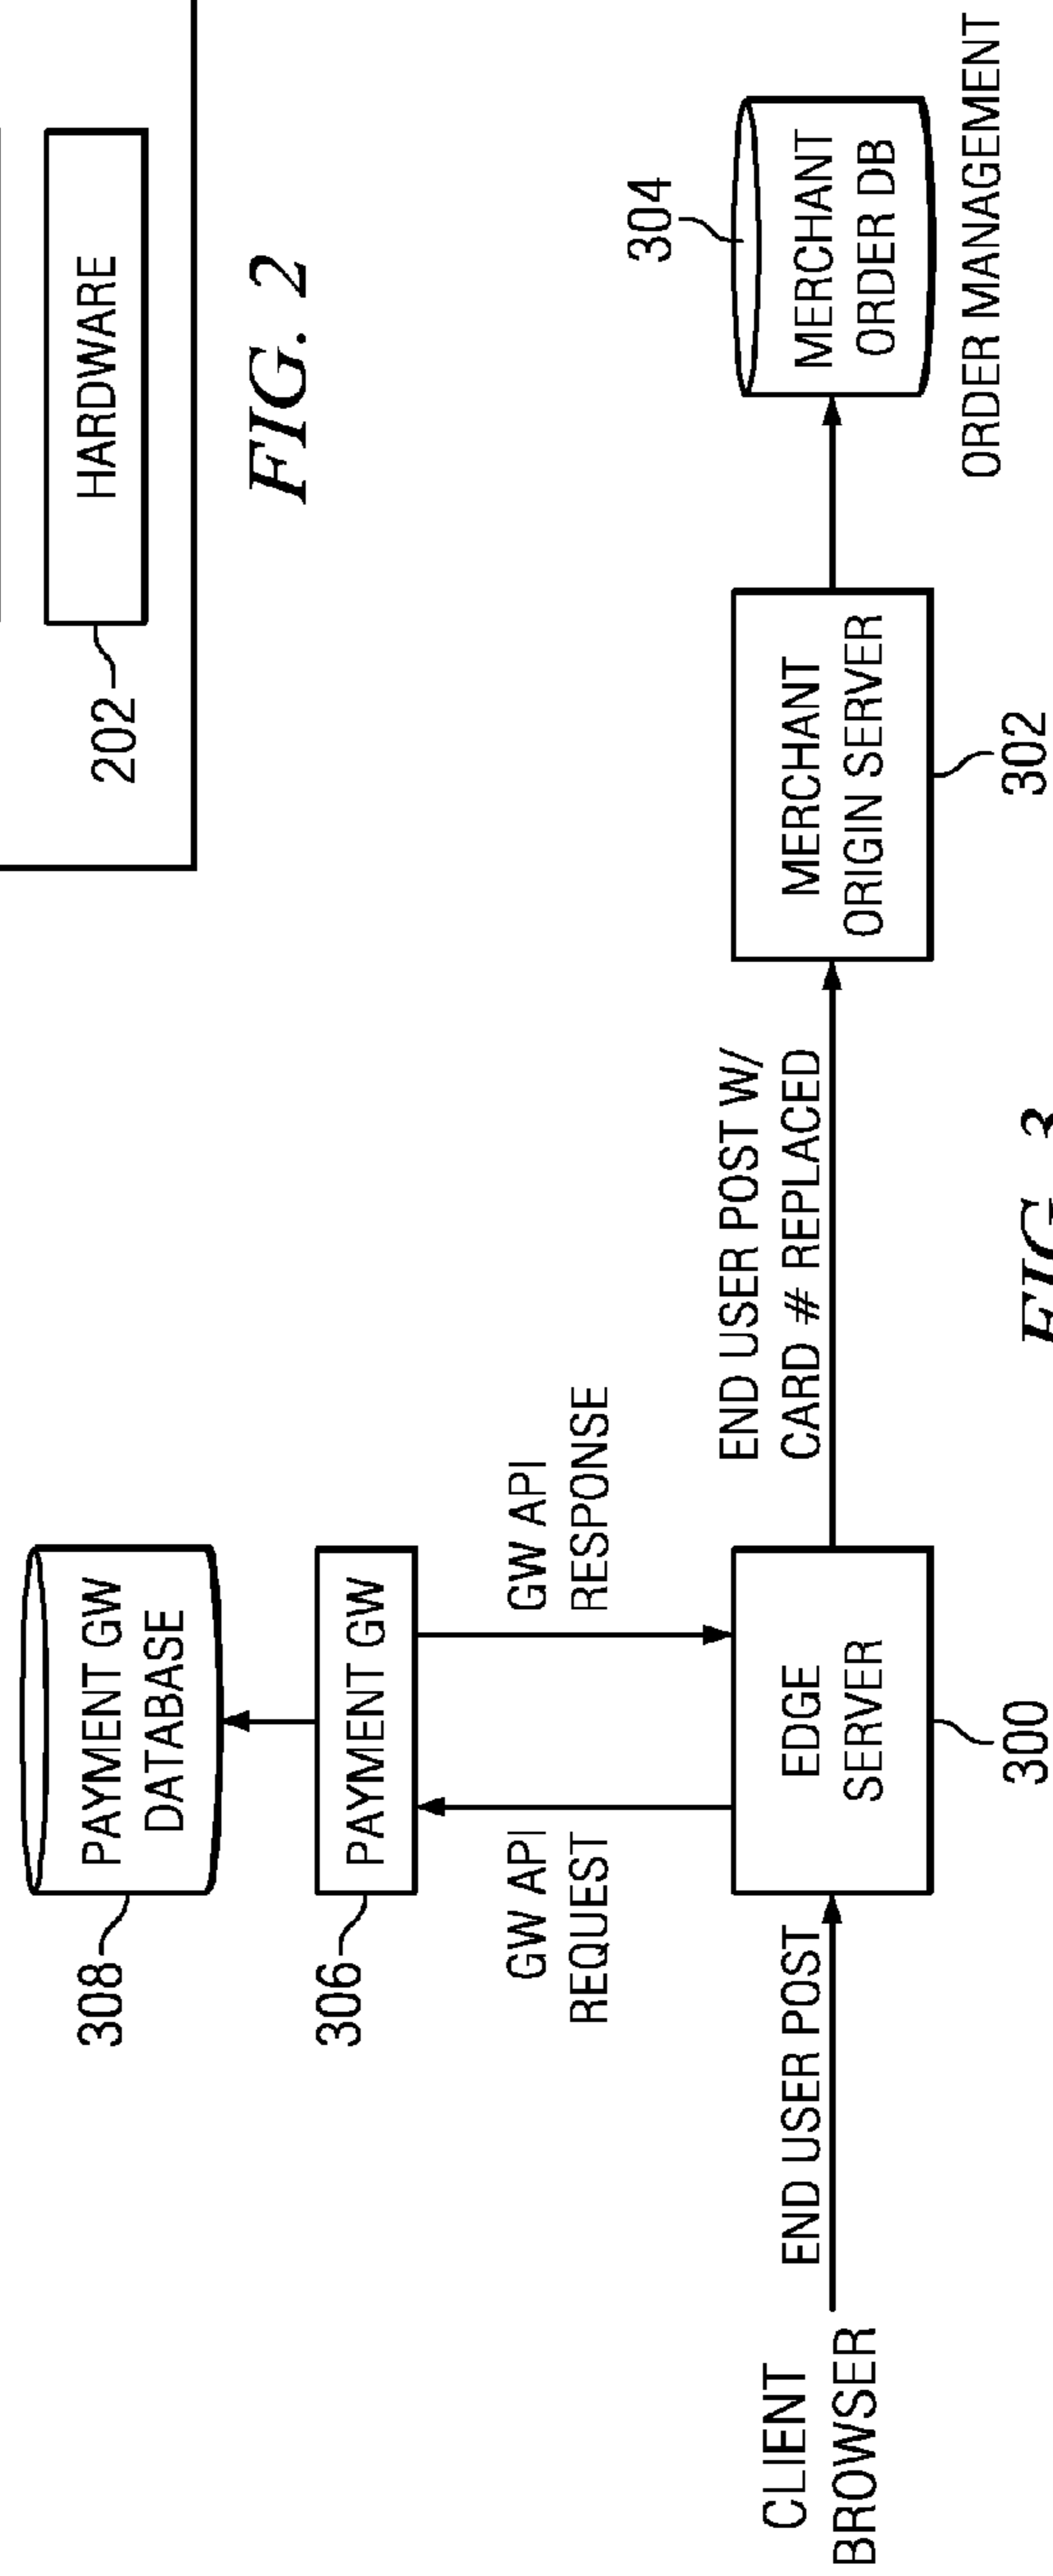 HARDWARE
202
FIG. 2
PAYMENT GW
DATABASE
308
PAYMENT GW
306
GW API
REQUEST
GW API
RESPONSE
304
MERCHANT
ORDER DB
ORDER MANAGEMENT
END USER POST W/
CARD # REPLACED
MERCHANT
ORIGIN SERVER
302
EDGE
SERVER
300
END USER POST
CLIENT
BROWSER
FIG. 3